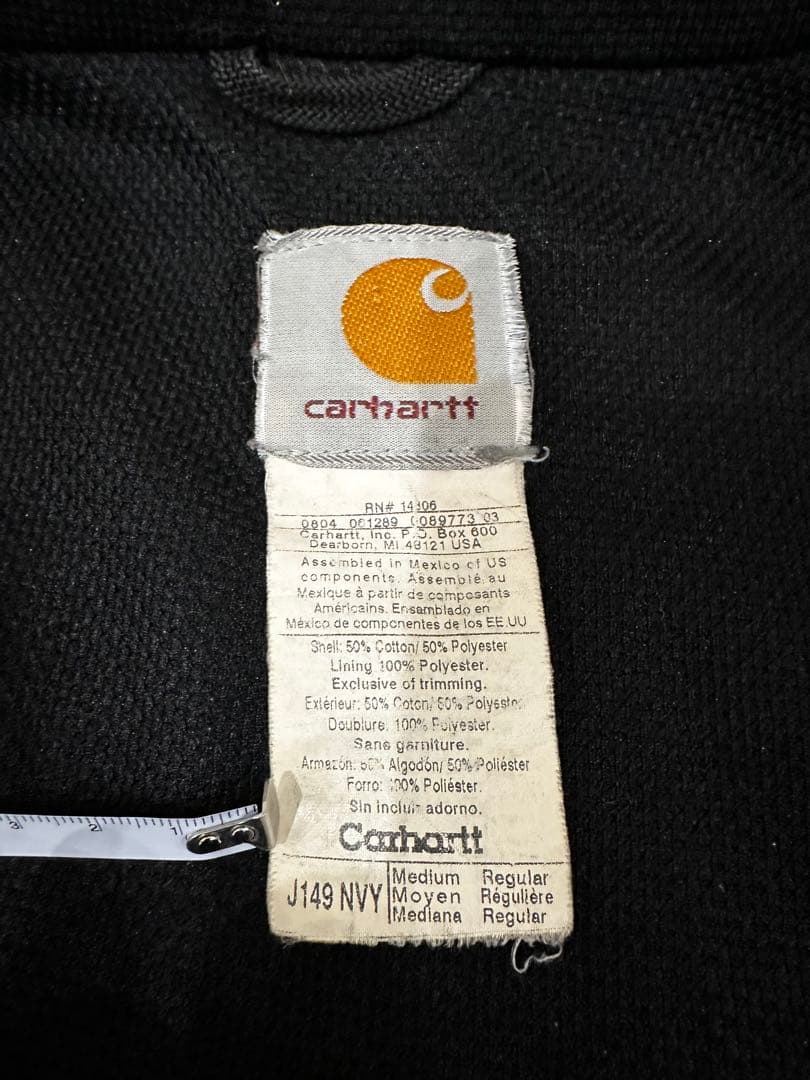 carhartt
RN# 14806
0804 061289 089773 03
Carhartt, Inc. P.O. Box 600
Dearborn, MI 48121 USA
Assembled in Mexico of US
components. Assemblé au
Mexique à partir de composants
Américains. Ensamblado en
México de componentes de los EE.UU
Shell: 50% Cotton/ 50% Polyester
Lining 100% Polyester.
Exclusive of trimming.
Extérieur: 50% Coton/ 50% Polyester
Doublure. 100% Polyester.
Sans garniture.
Armazón: 50% Algodón/ 50% Poliéster
Forro: 100% Poliéster.
Sin incluir adorno.
Carhartt
J149 NVY
Medium Regular
Moyen Régulière
Mediana Regular
3 2 1